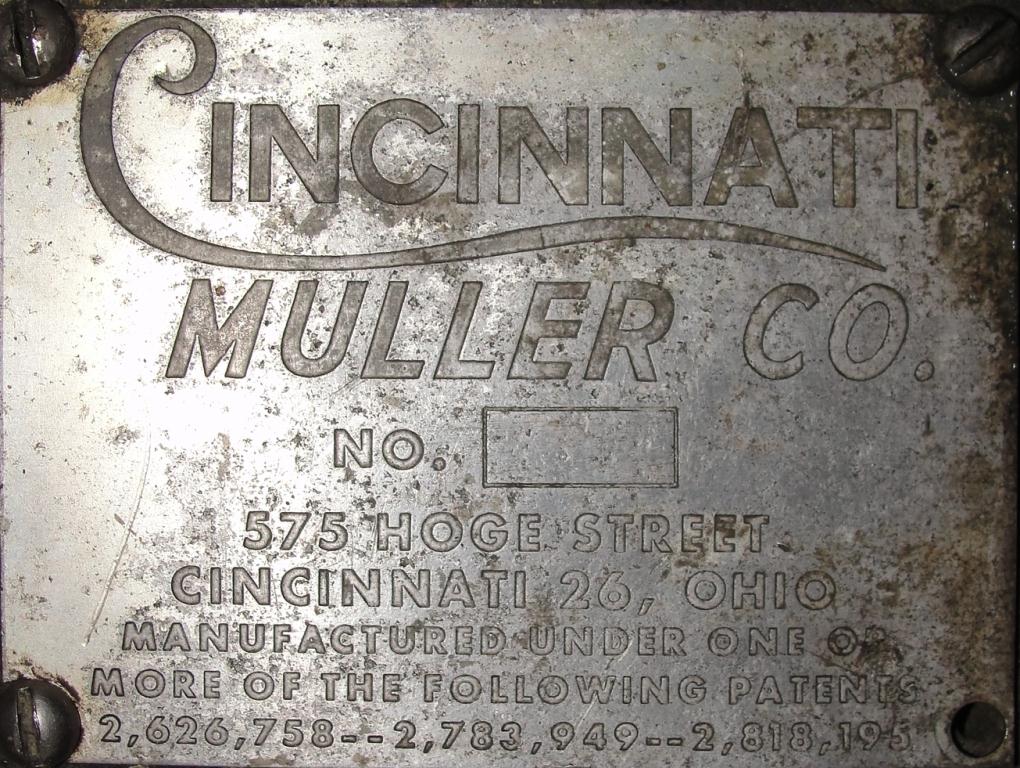 CINCINNATI
MULLER CO.
NO.
575 HOGE STREET
CINCINNATI 26, OHIO
MANUFACTURED UNDER ONE OR
MORE OF THE FOLLOWING PATENTS
2,626,758--2,783,949--2,818,195